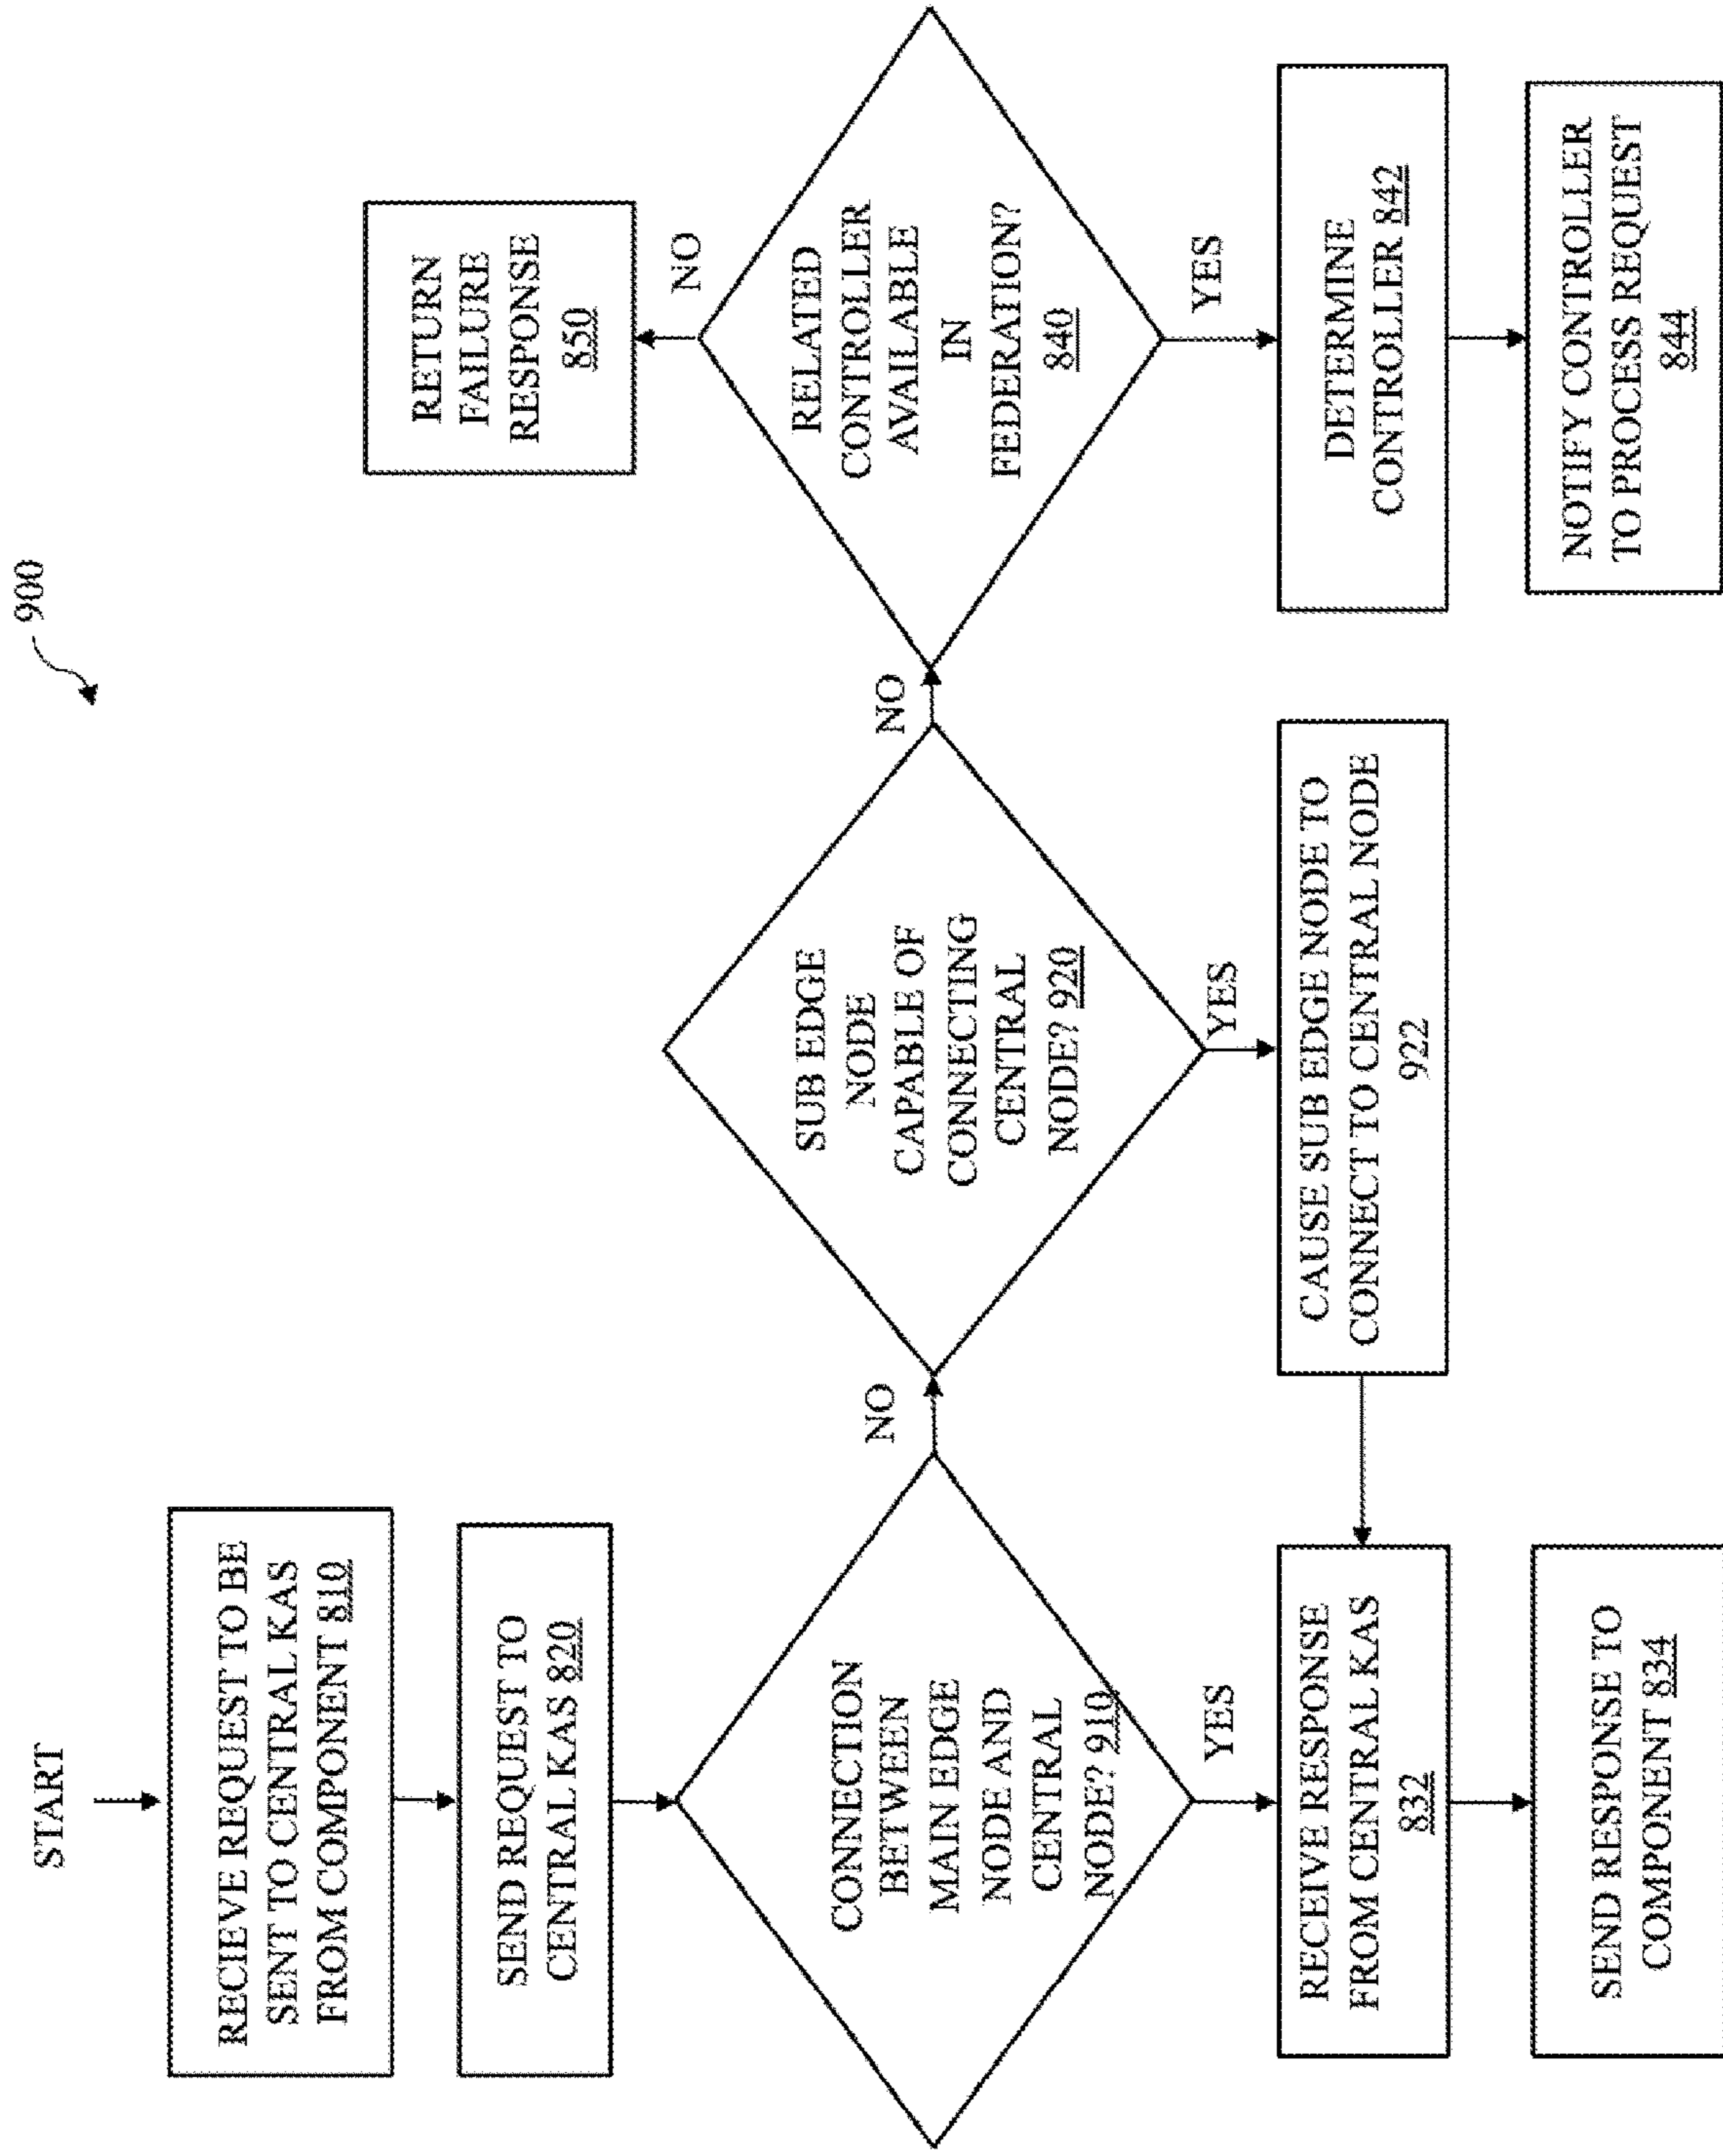 900
START
RECIEVE REQUEST TO BE
SENT TO CENTRAL KAS
FROM COMPONENT 810
SEND REQUEST TO
CENTRAL KAS 820
CONNECTION
BETWEEN
MAIN EDGE
NODE AND
CENTRAL
NODE? 910
NO
YES
RECEIVE RESPONSE
FROM CENTRAL KAS
832
SEND RESPONSE TO
COMPONENT 834
SUB EDGE
NODE
CAPABLE OF
CONNECTING
CENTRAL
NODE? 920
NO
YES
CAUSE SUB EDGE NODE TO
CONNECT TO CENTRAL NODE
922
RELATED
CONTROLLER
AVAILABLE
IN
FEDERATION?
840
NO
RETURN
FAILURE
RESPONSE
850
YES
DETERMINE
CONTROLLER 842
NOTIFY CONTROLLER
TO PROCESS REQUEST
844